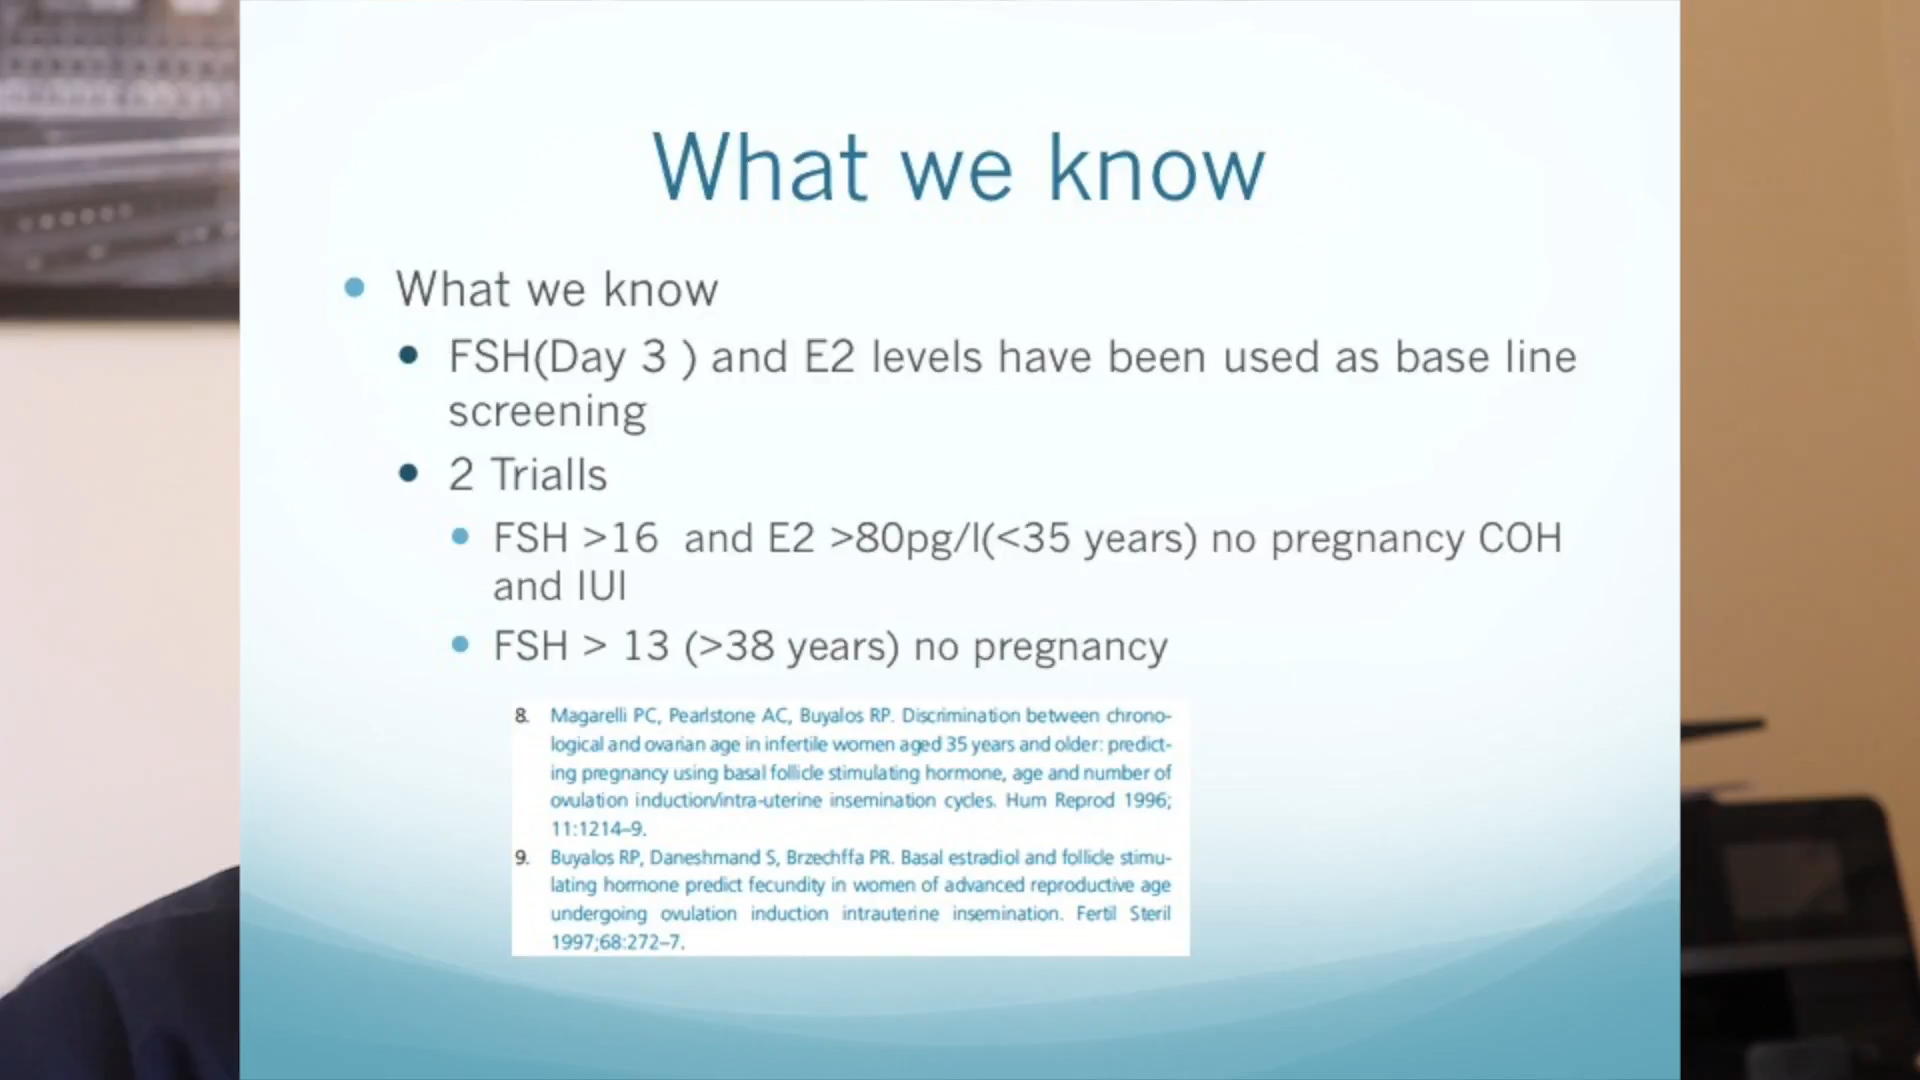 What we know
What we know
FSH(Day 3 ) and E2 levels have been used as base line
screening
2 Trialls
FSH >16 and E2 >80pg/l(<35 years) no pregnancy COH
and IUI
FSH > 13 (>38 years) no pregnancy
8. Magarelli PC, Pearlstone AC, Buyalos RP. Discrimination between chrono-
logical and ovarian age in infertile women aged 35 years and older: predict-
ing pregnancy using basal follicle stimulating hormone, age and number of
ovulation induction/intra-uterine insemination cycles. Hum Reprod 1996;
11:1214–9.
9. Buyalos RP, Daneshmand S, Brzechffa PR. Basal estradiol and follicle stimu-
lating hormone predict fecundity in women of advanced reproductive age
undergoing ovulation induction intrauterine insemination. Fertil Steril
1997;68:272–7.